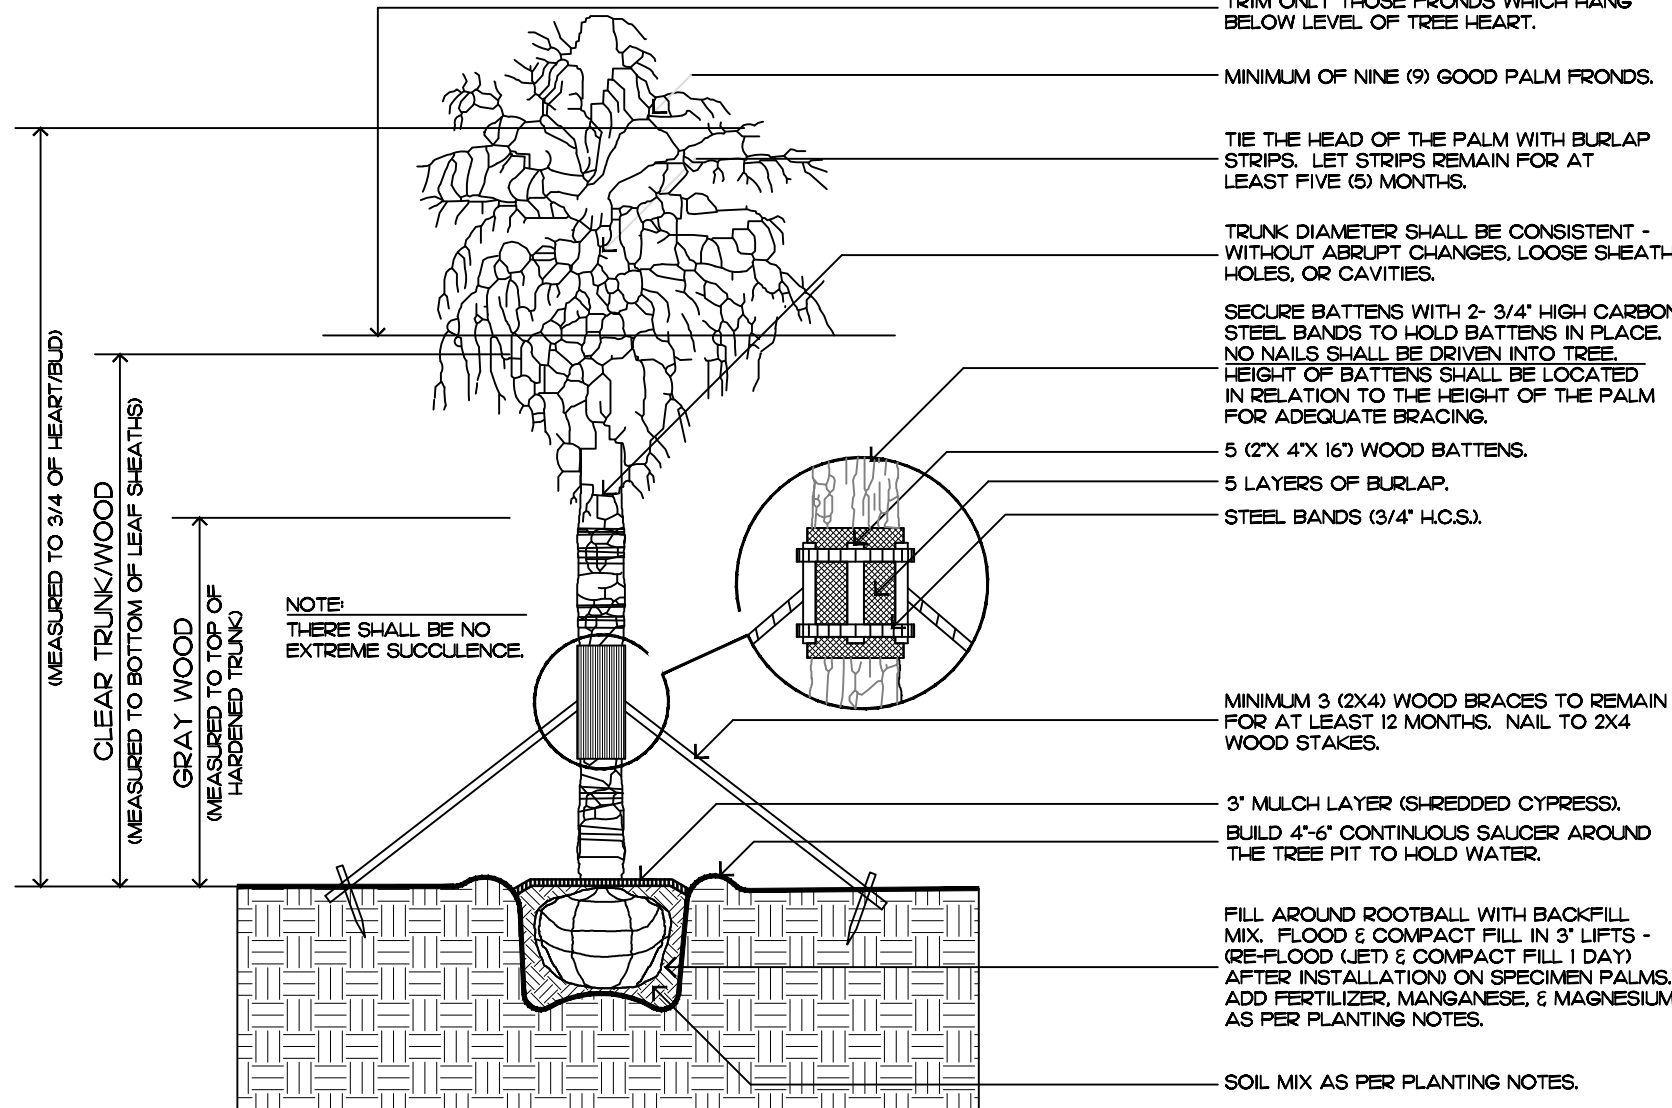 TRIM ONLY THOSE FRONDS WHICH HANG
BELOW LEVEL OF TREE HEART.
MINIMUM OF NINE (9) GOOD PALM FRONDS.
TIE THE HEAD OF THE PALM WITH BURLAP
STRIPS. LET STRIPS REMAIN FOR AT
LEAST FIVE (5) MONTHS.
TRUNK DIAMETER SHALL BE CONSISTENT -
WITHOUT ABRUPT CHANGES, LOOSE SHEATH
HOLES, OR CAVITIES.
SECURE BATTENS WITH 2- 3/4" HIGH CARBON
STEEL BANDS TO HOLD BATTENS IN PLACE.
NO NAILS SHALL BE DRIVEN INTO TREE.
HEIGHT OF BATTENS SHALL BE LOCATED
IN RELATION TO THE HEIGHT OF THE PALM
FOR ADEQUATE BRACING.
5 (2"X 4"X 16") WOOD BATTENS.
5 LAYERS OF BURLAP.
STEEL BANDS (3/4" H.C.S.).
MINIMUM 3 (2X4) WOOD BRACES TO REMAIN
FOR AT LEAST 12 MONTHS. NAIL TO 2X4
WOOD STAKES.
3" MULCH LAYER (SHREDDED CYPRESS).
BUILD 4"-6" CONTINUOUS SAUCER AROUND
THE TREE PIT TO HOLD WATER.
FILL AROUND ROOTBALL WITH BACKFILL
MIX. FLOOD & COMPACT FILL IN 3" LIFTS -
(RE-FLOOD (JET) & COMPACT FILL 1 DAY)
AFTER INSTALLATION) ON SPECIMEN PALMS.
ADD FERTILIZER, MANGANESE, & MAGNESIUM
AS PER PLANTING NOTES.
SOIL MIX AS PER PLANTING NOTES.
(MEASURED TO 3/4 OF HEART/BUD)
CLEAR TRUNK/WOOD
(MEASURED TO BOTTOM OF LEAF SHEATHS)
GRAY WOOD
(MEASURED TO TOP OF
HARDENED TRUNK)
NOTE:
THERE SHALL BE NO
EXTREME SUCCULENCE.